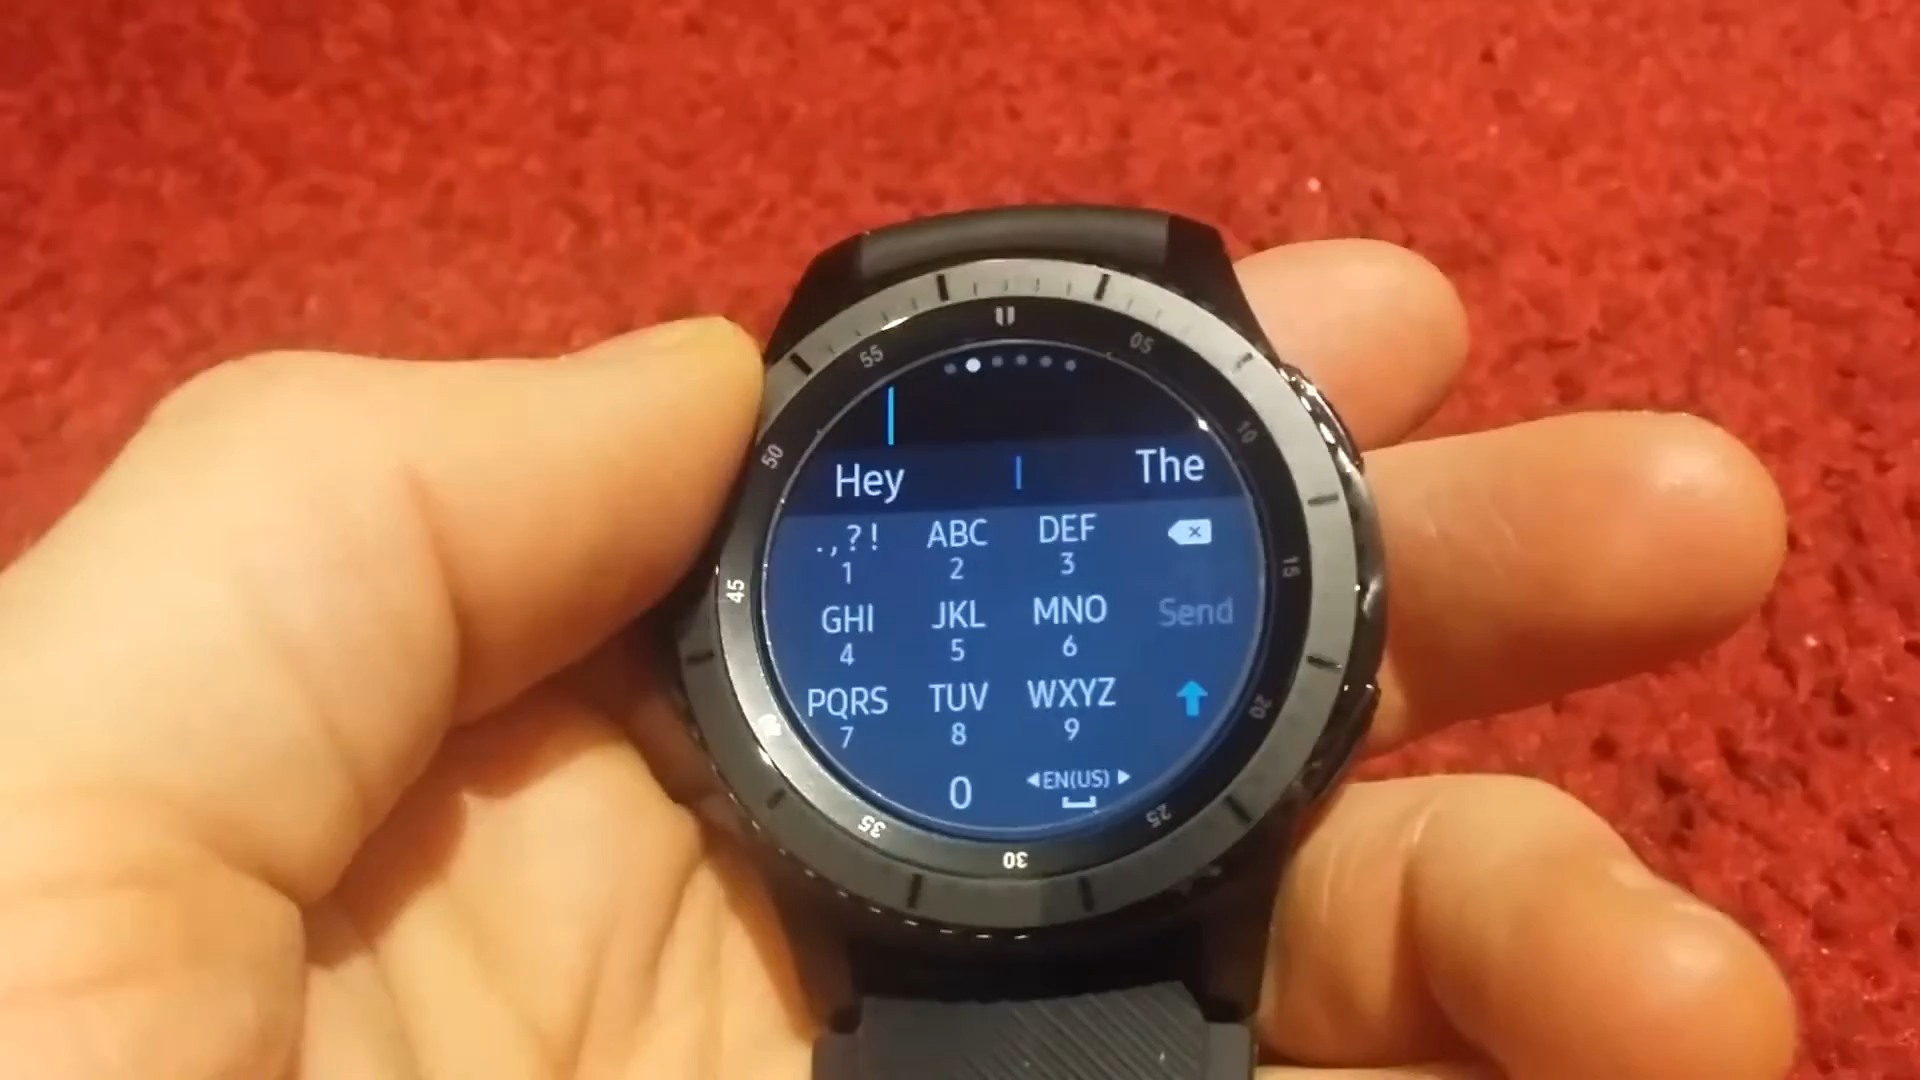 55 05
50 10
Hey | The
.,?! ABC DEF
1 2 3
45 15
GHI JKL MNO Send
4 5 6
PQRS TUV WXYZ
7 8 9
20
◀EN(US)▶
0
35 25
30